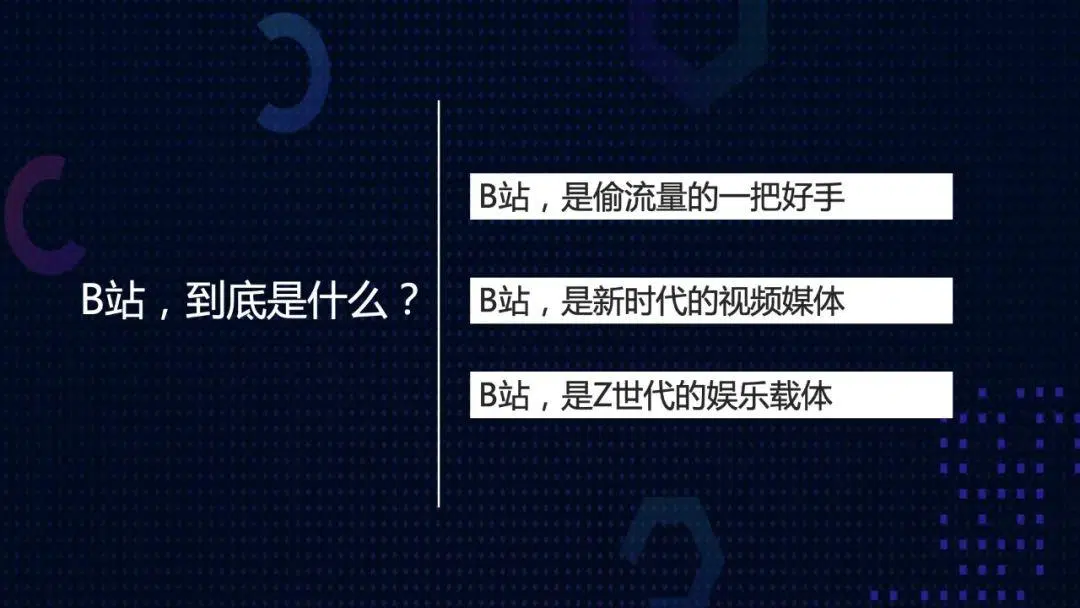 B站，到底是什么？
B站，是偷流量的一把好手
B站，是新时代的视频媒体
B站，是Z世代的娱乐载体